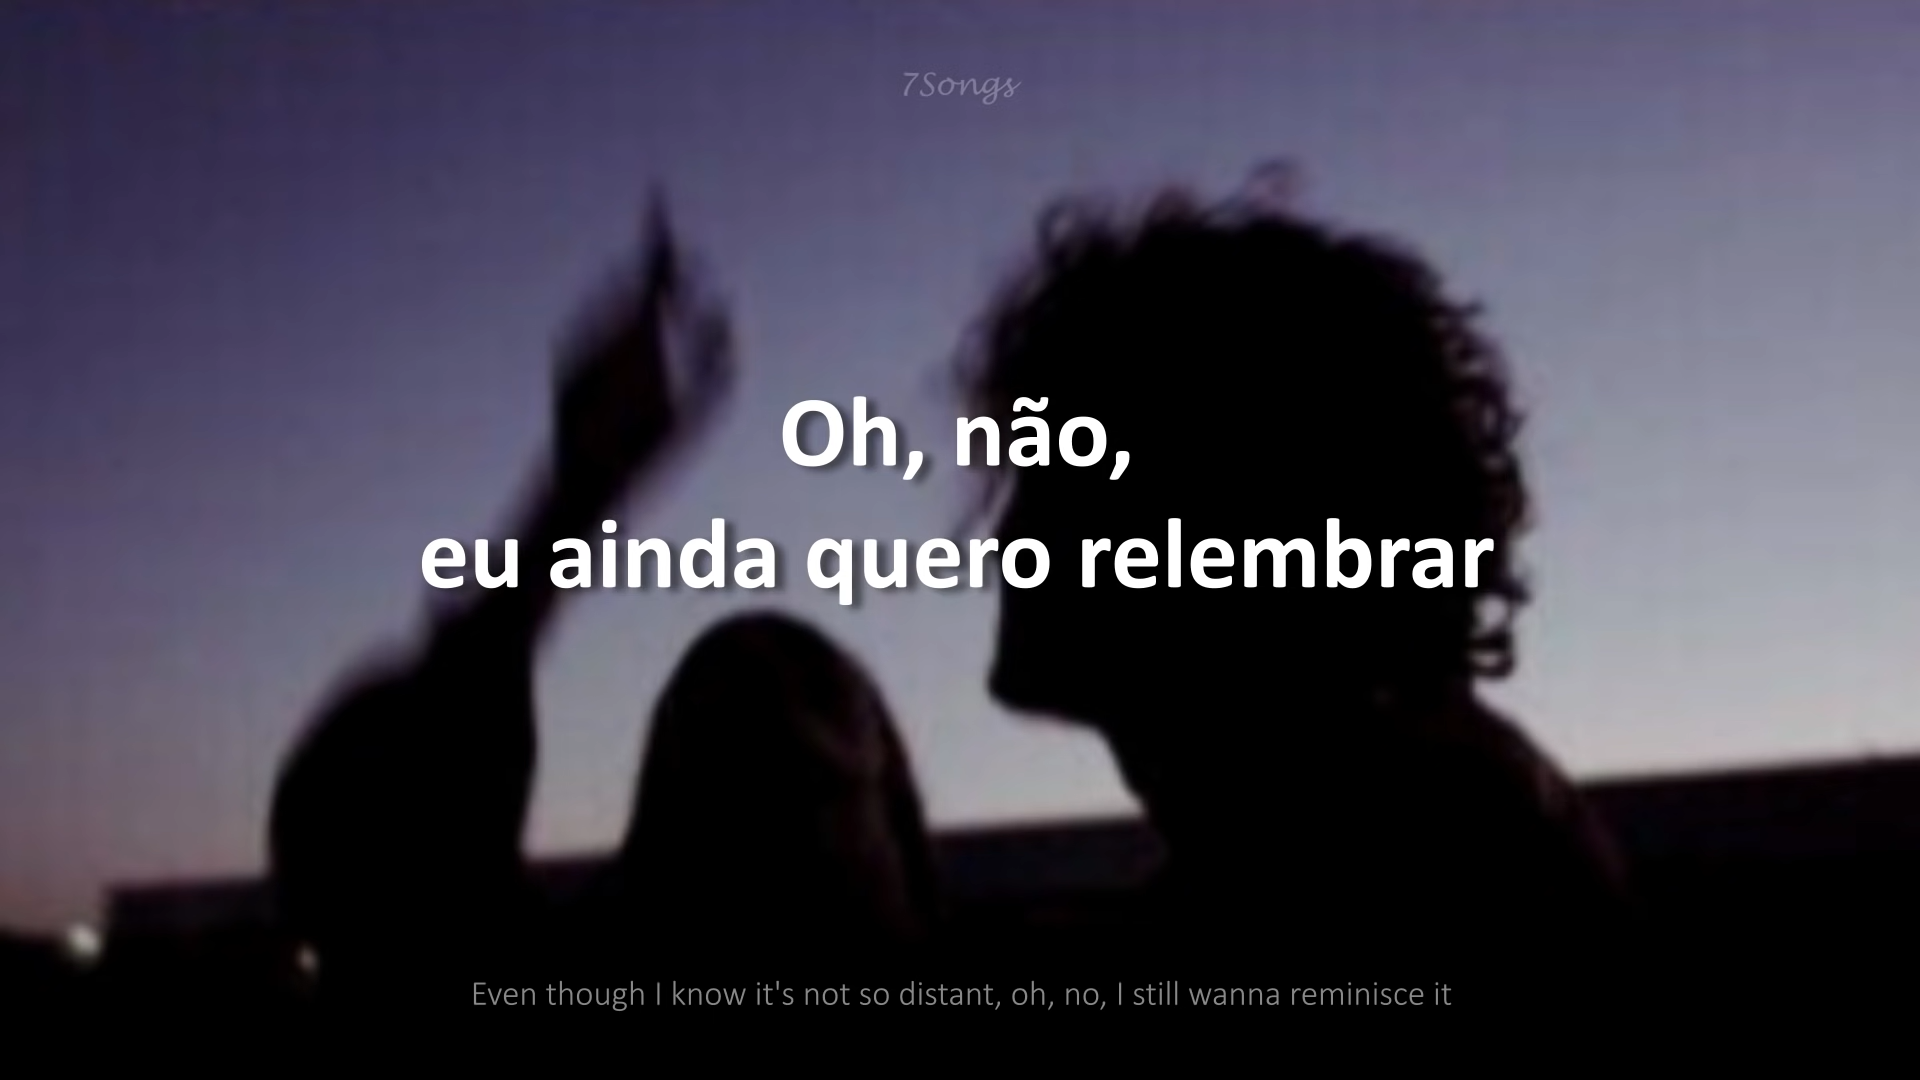 7Songs
Oh, não,
eu ainda quero relembrar
Even though I know it's not so distant, oh, no, I still wanna reminisce it